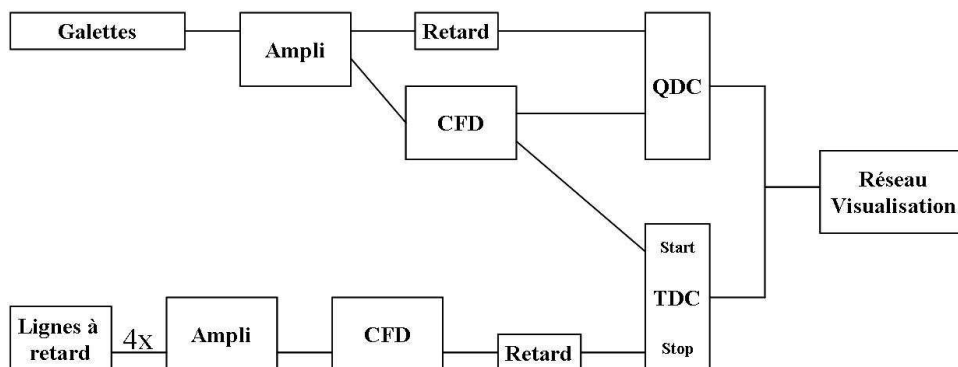 Galettes
Ampli
Retard
QDC
CFD
Réseau
Visualisation
Start
TDC
Stop
Lignes à
retard
4x
Ampli
CFD
Retard